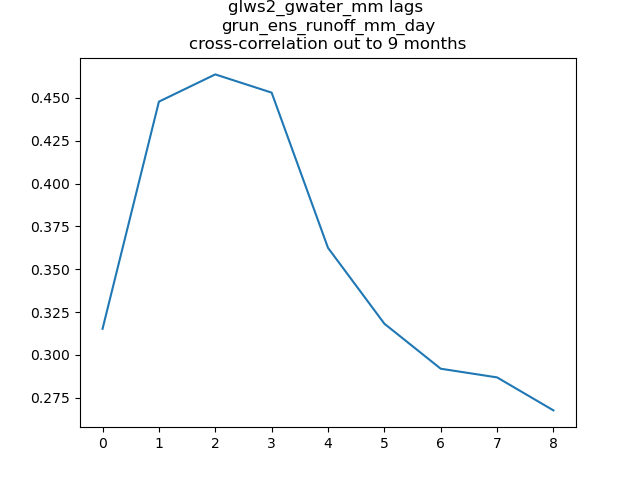 glws2_gwater_mm lags
grun_ens_runoff_mm_day
cross-correlation out to 9 months
0.450
0.425
0.400
0.375
0.350
0.325
0.300
0.275
0 1 2 3 4 5 6 7 8